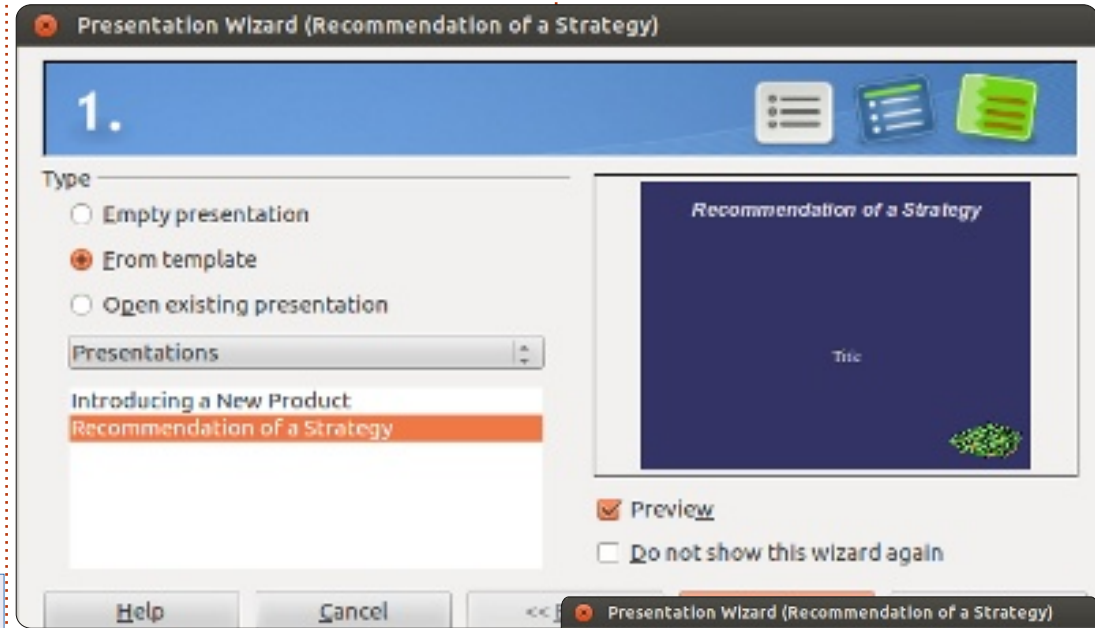 Presentation Wizard (Recommendation of a Strategy)
1.
Type
Empty presentation
From template
Open existing presentation
Presentations
Introducing a New Product
Recommendation of a Strategy
Recommendation of a Strategy
Title
Preview
Do not show this wizard again
Help
Cancel
<<
Presentation Wizard (Recommendation of a Strategy)